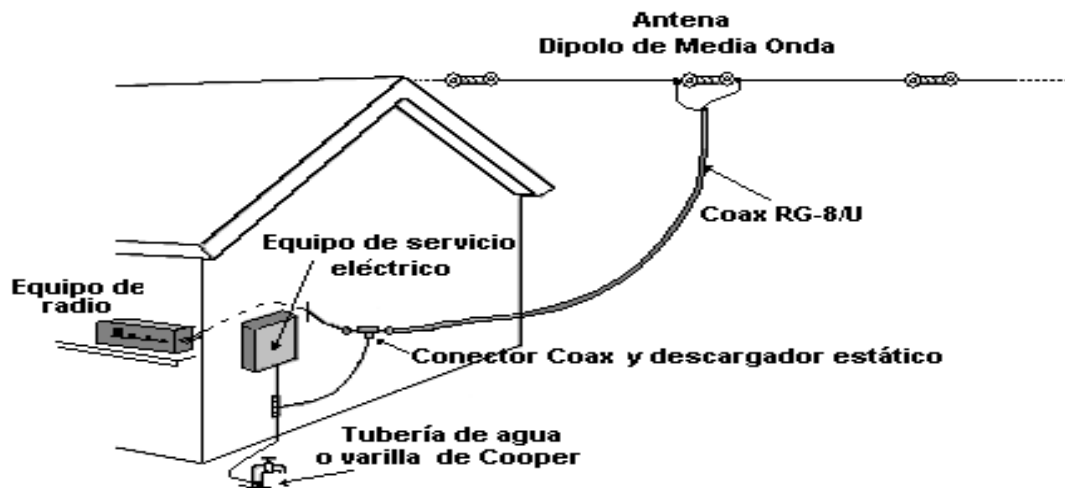 Antena
Dipolo de Media Onda
Coax RG-8/U
Equipo de servicio
eléctrico
Equipo de
radio
Conector Coax y descargador estático
Tubería de agua
o varilla de Cooper